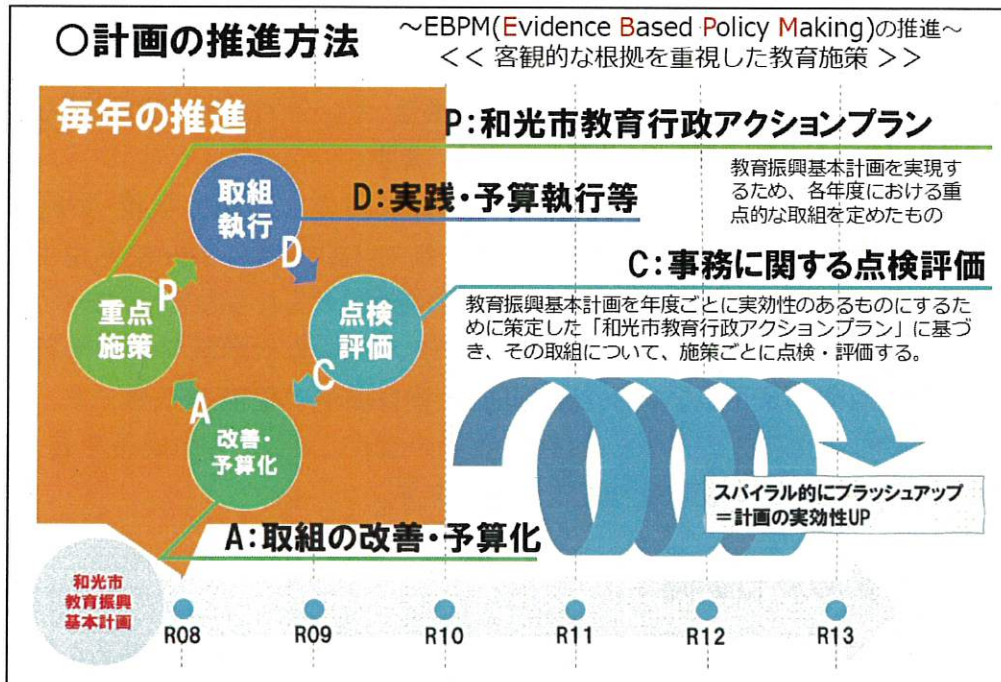 〇計画の推進方法
～EBPM(Evidence Based Policy Making)の推進～
<< 客観的な根拠を重視した教育施策 >>
毎年の推進
P:和光市教育行政アクションプラン
教育振興基本計画を実現す
るため、各年度における重
点的な取組を定めたもの
取組
執行
D:実践・予算執行等
D
C:事務に関する点検評価
P
重点
施策
点検
評価
教育振興基本計画を年度ごとに実効性のあるものにするた
めに策定した「和光市教育行政アクションプラン」に基づ
き、その取組について、施策ごとに点検・評価する。
C
A
改善・
予算化
スパイラル的にブラッシュアップ
＝計画の実効性UP
A:取組の改善・予算化
和光市
教育振興
基本計画
R08
R09
R10
R11
R12
R13